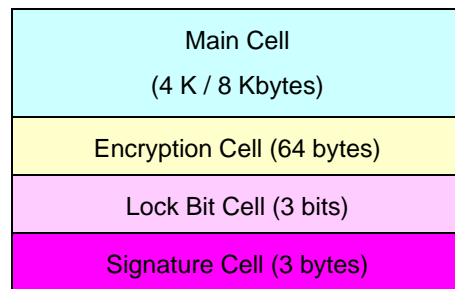 Main Cell
(4 K / 8 Kbytes)
Encryption Cell (64 bytes)
Lock Bit Cell (3 bits)
Signature Cell (3 bytes)